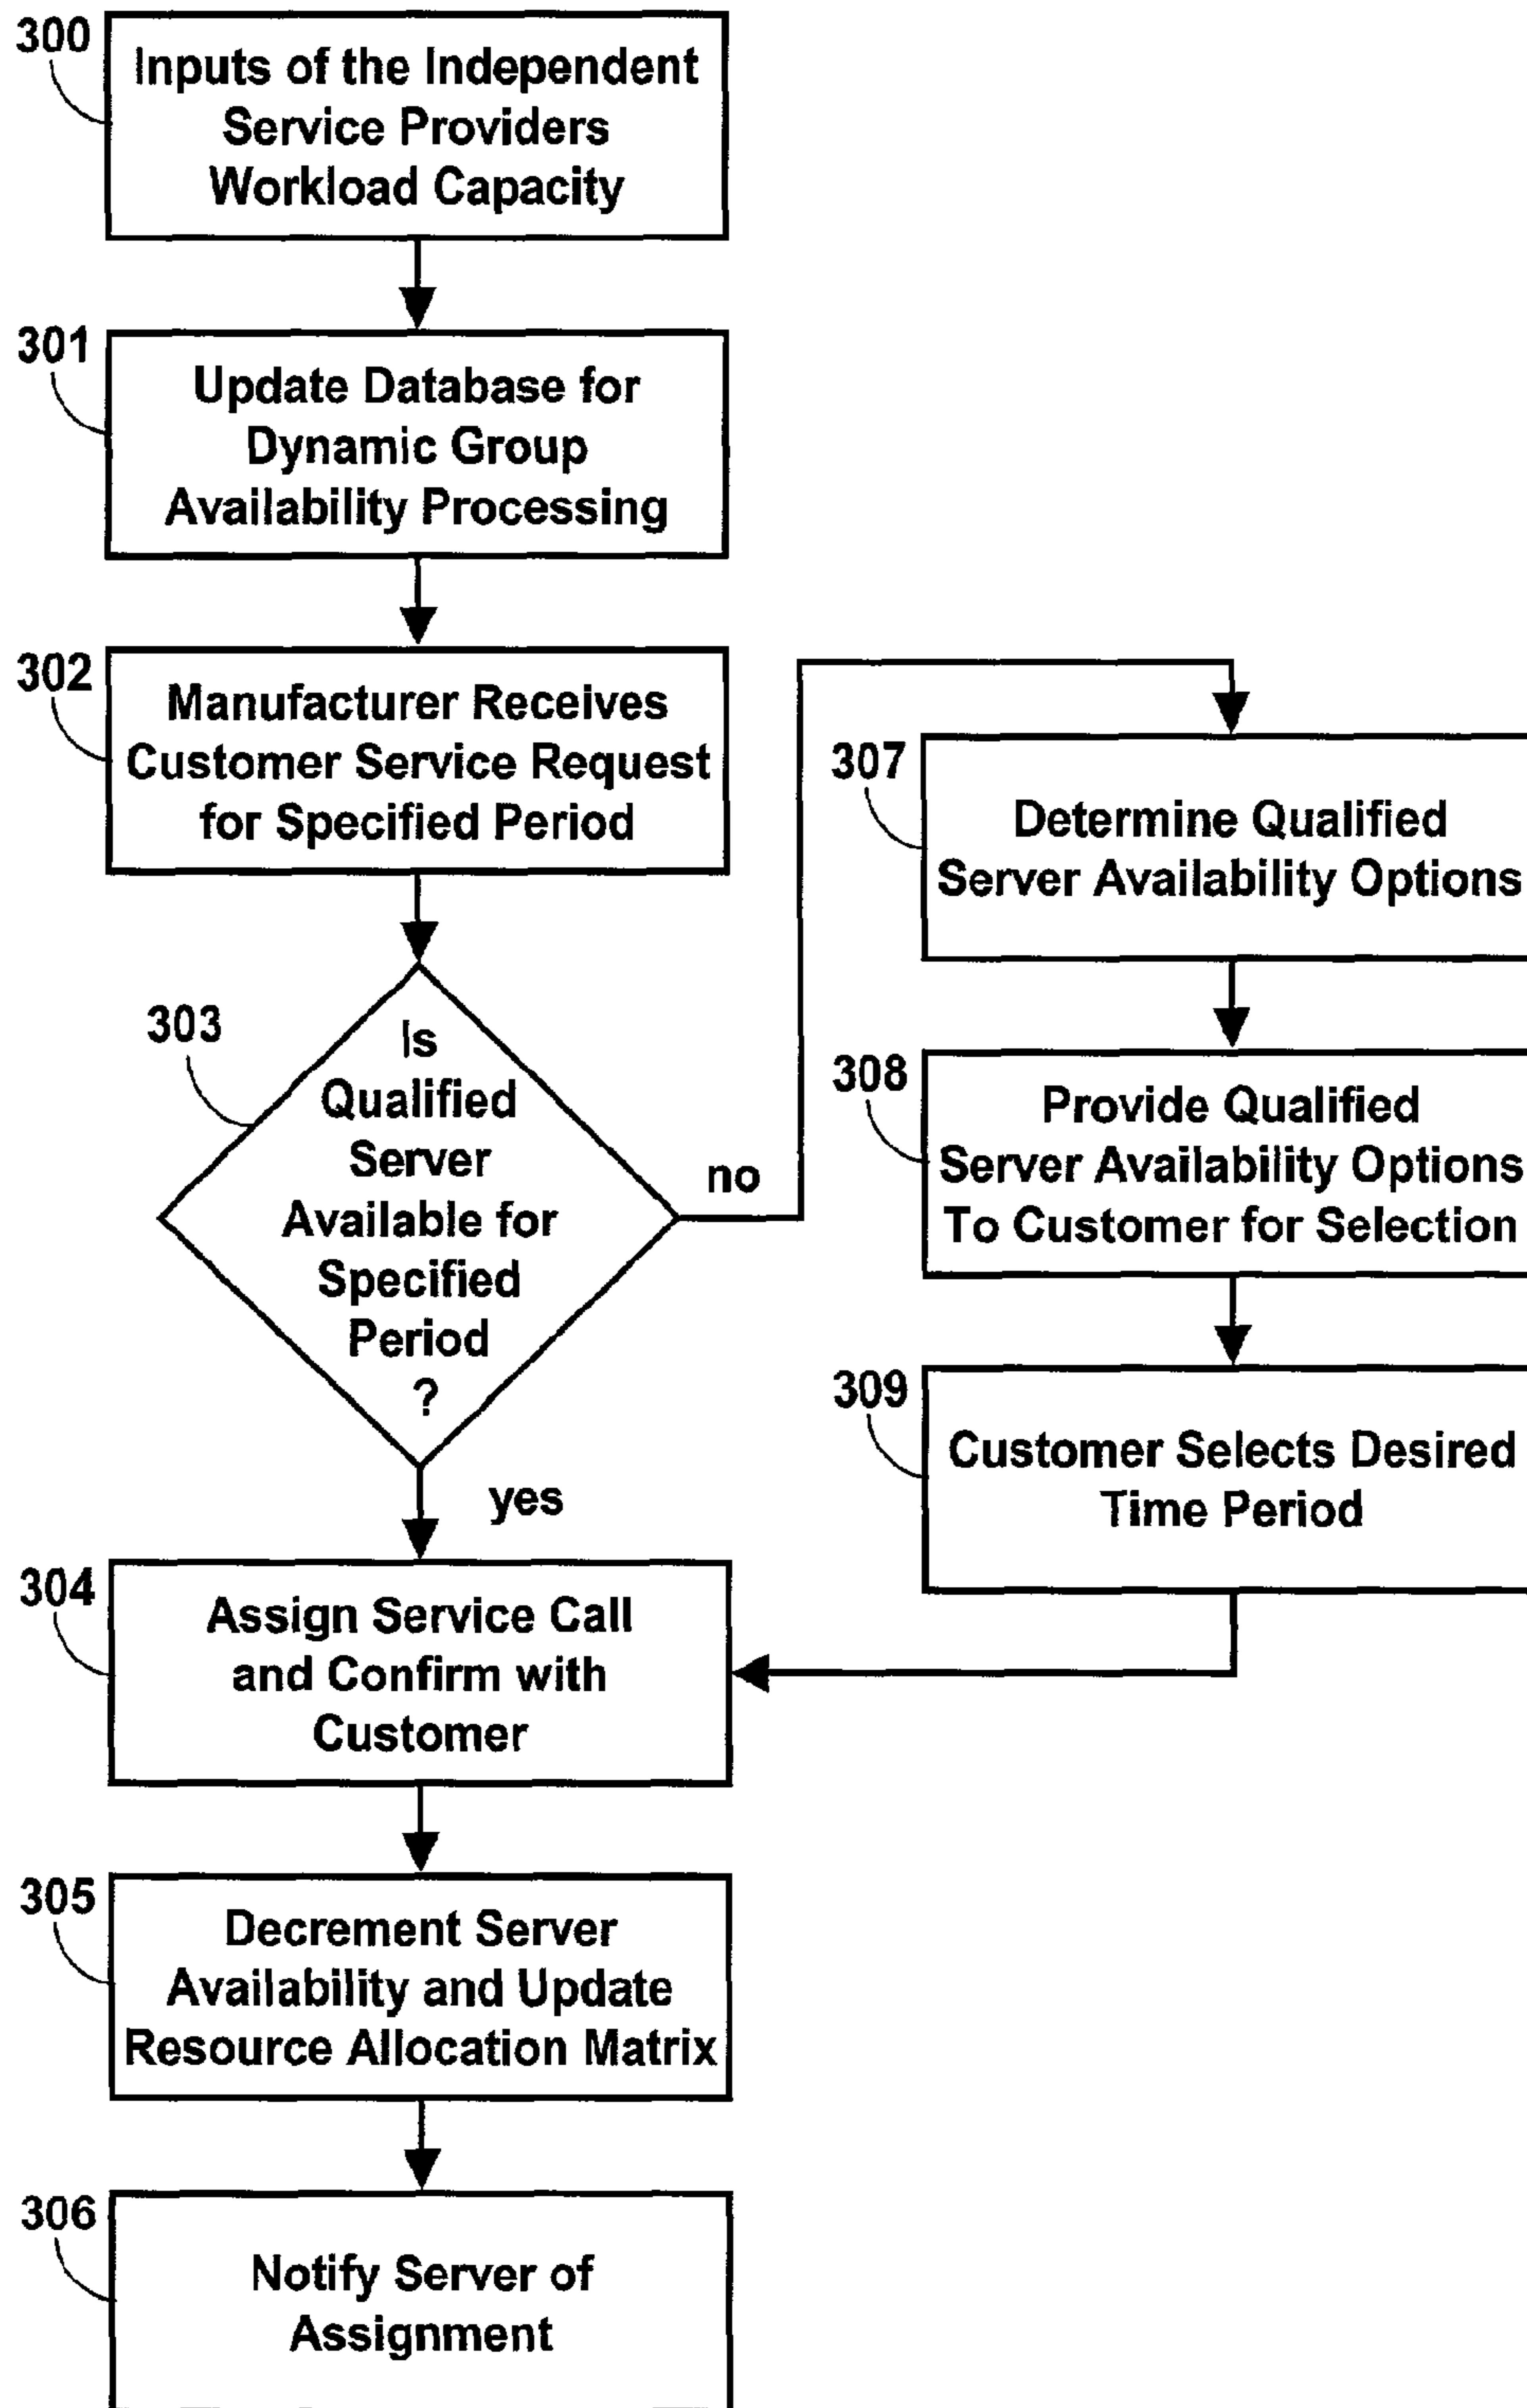 300
Inputs of the Independent
Service Providers
Workload Capacity
301
Update Database for
Dynamic Group
Availability Processing
302
Manufacturer Receives
Customer Service Request
for Specified Period
303
Is
Qualified
Server
Available for
Specified
Period
?
no
yes
304
Assign Service Call
and Confirm with
Customer
305
Decrement Server
Availability and Update
Resource Allocation Matrix
306
Notify Server of
Assignment
307
Determine Qualified
Server Availability Options
308
Provide Qualified
Server Availability Options
To Customer for Selection
309
Customer Selects Desired
Time Period